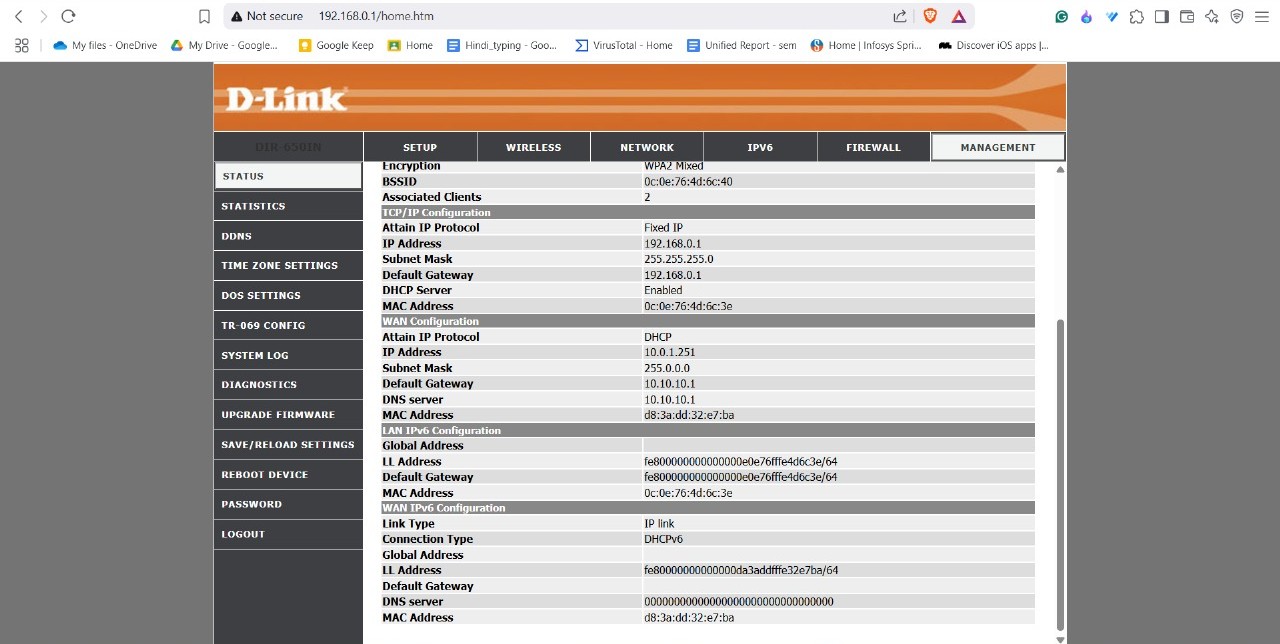 Not secure 192.168.0.1/home.htm
My files - OneDrive My Drive - Google... Google Keep Home Hindi_typing - Goo... VirusTotal - Home Unified Report - sem Home | Infosys Spri... Discover iOS apps |...
D-Link
DIR-650IN SETUP WIRELESS NETWORK IPV6 FIREWALL MANAGEMENT
STATUS
STATISTICS
DDNS
TIME ZONE SETTINGS
DOS SETTINGS
TR-069 CONFIG
SYSTEM LOG
DIAGNOSTICS
UPGRADE FIRMWARE
SAVE/RELOAD SETTINGS
REBOOT DEVICE
PASSWORD
LOGOUT
Encryption WPA2 Mixed
BSSID 0c:0e:76:4d:6c:40
Associated Clients 2
TCP/IP Configuration
Attain IP Protocol Fixed IP
IP Address 192.168.0.1
Subnet Mask 255.255.255.0
Default Gateway 192.168.0.1
DHCP Server Enabled
MAC Address 0c:0e:76:4d:6c:3e
WAN Configuration
Attain IP Protocol DHCP
IP Address 10.0.1.251
Subnet Mask 255.0.0.0
Default Gateway 10.10.10.1
DNS server 10.10.10.1
MAC Address d8:3a:dd:32:e7:ba
LAN IPv6 Configuration
Global Address
LL Address fe800000000000000e0e76fffe4d6c3e/64
Default Gateway fe800000000000000e0e76fffe4d6c3e/64
MAC Address 0c:0e:76:4d:6c:3e
WAN IPv6 Configuration
Link Type IP link
Connection Type DHCPv6
Global Address
LL Address fe80000000000000da3addfffe32e7ba/64
Default Gateway
DNS server 00000000000000000000000000000000
MAC Address d8:3a:dd:32:e7:ba